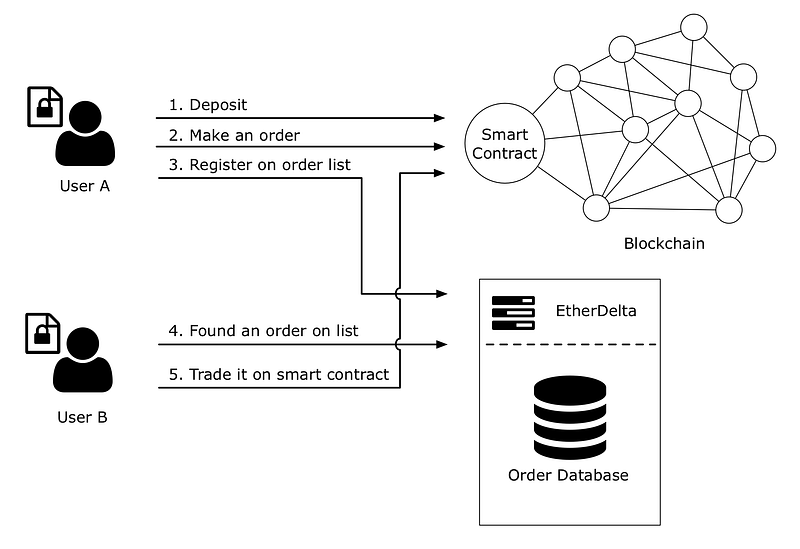 1. Deposit
2. Make an order
3. Register on order list
User A
Smart
Contract
Blockchain
EtherDelta
4. Found an order on list
5. Trade it on smart contract
User B
Order Database